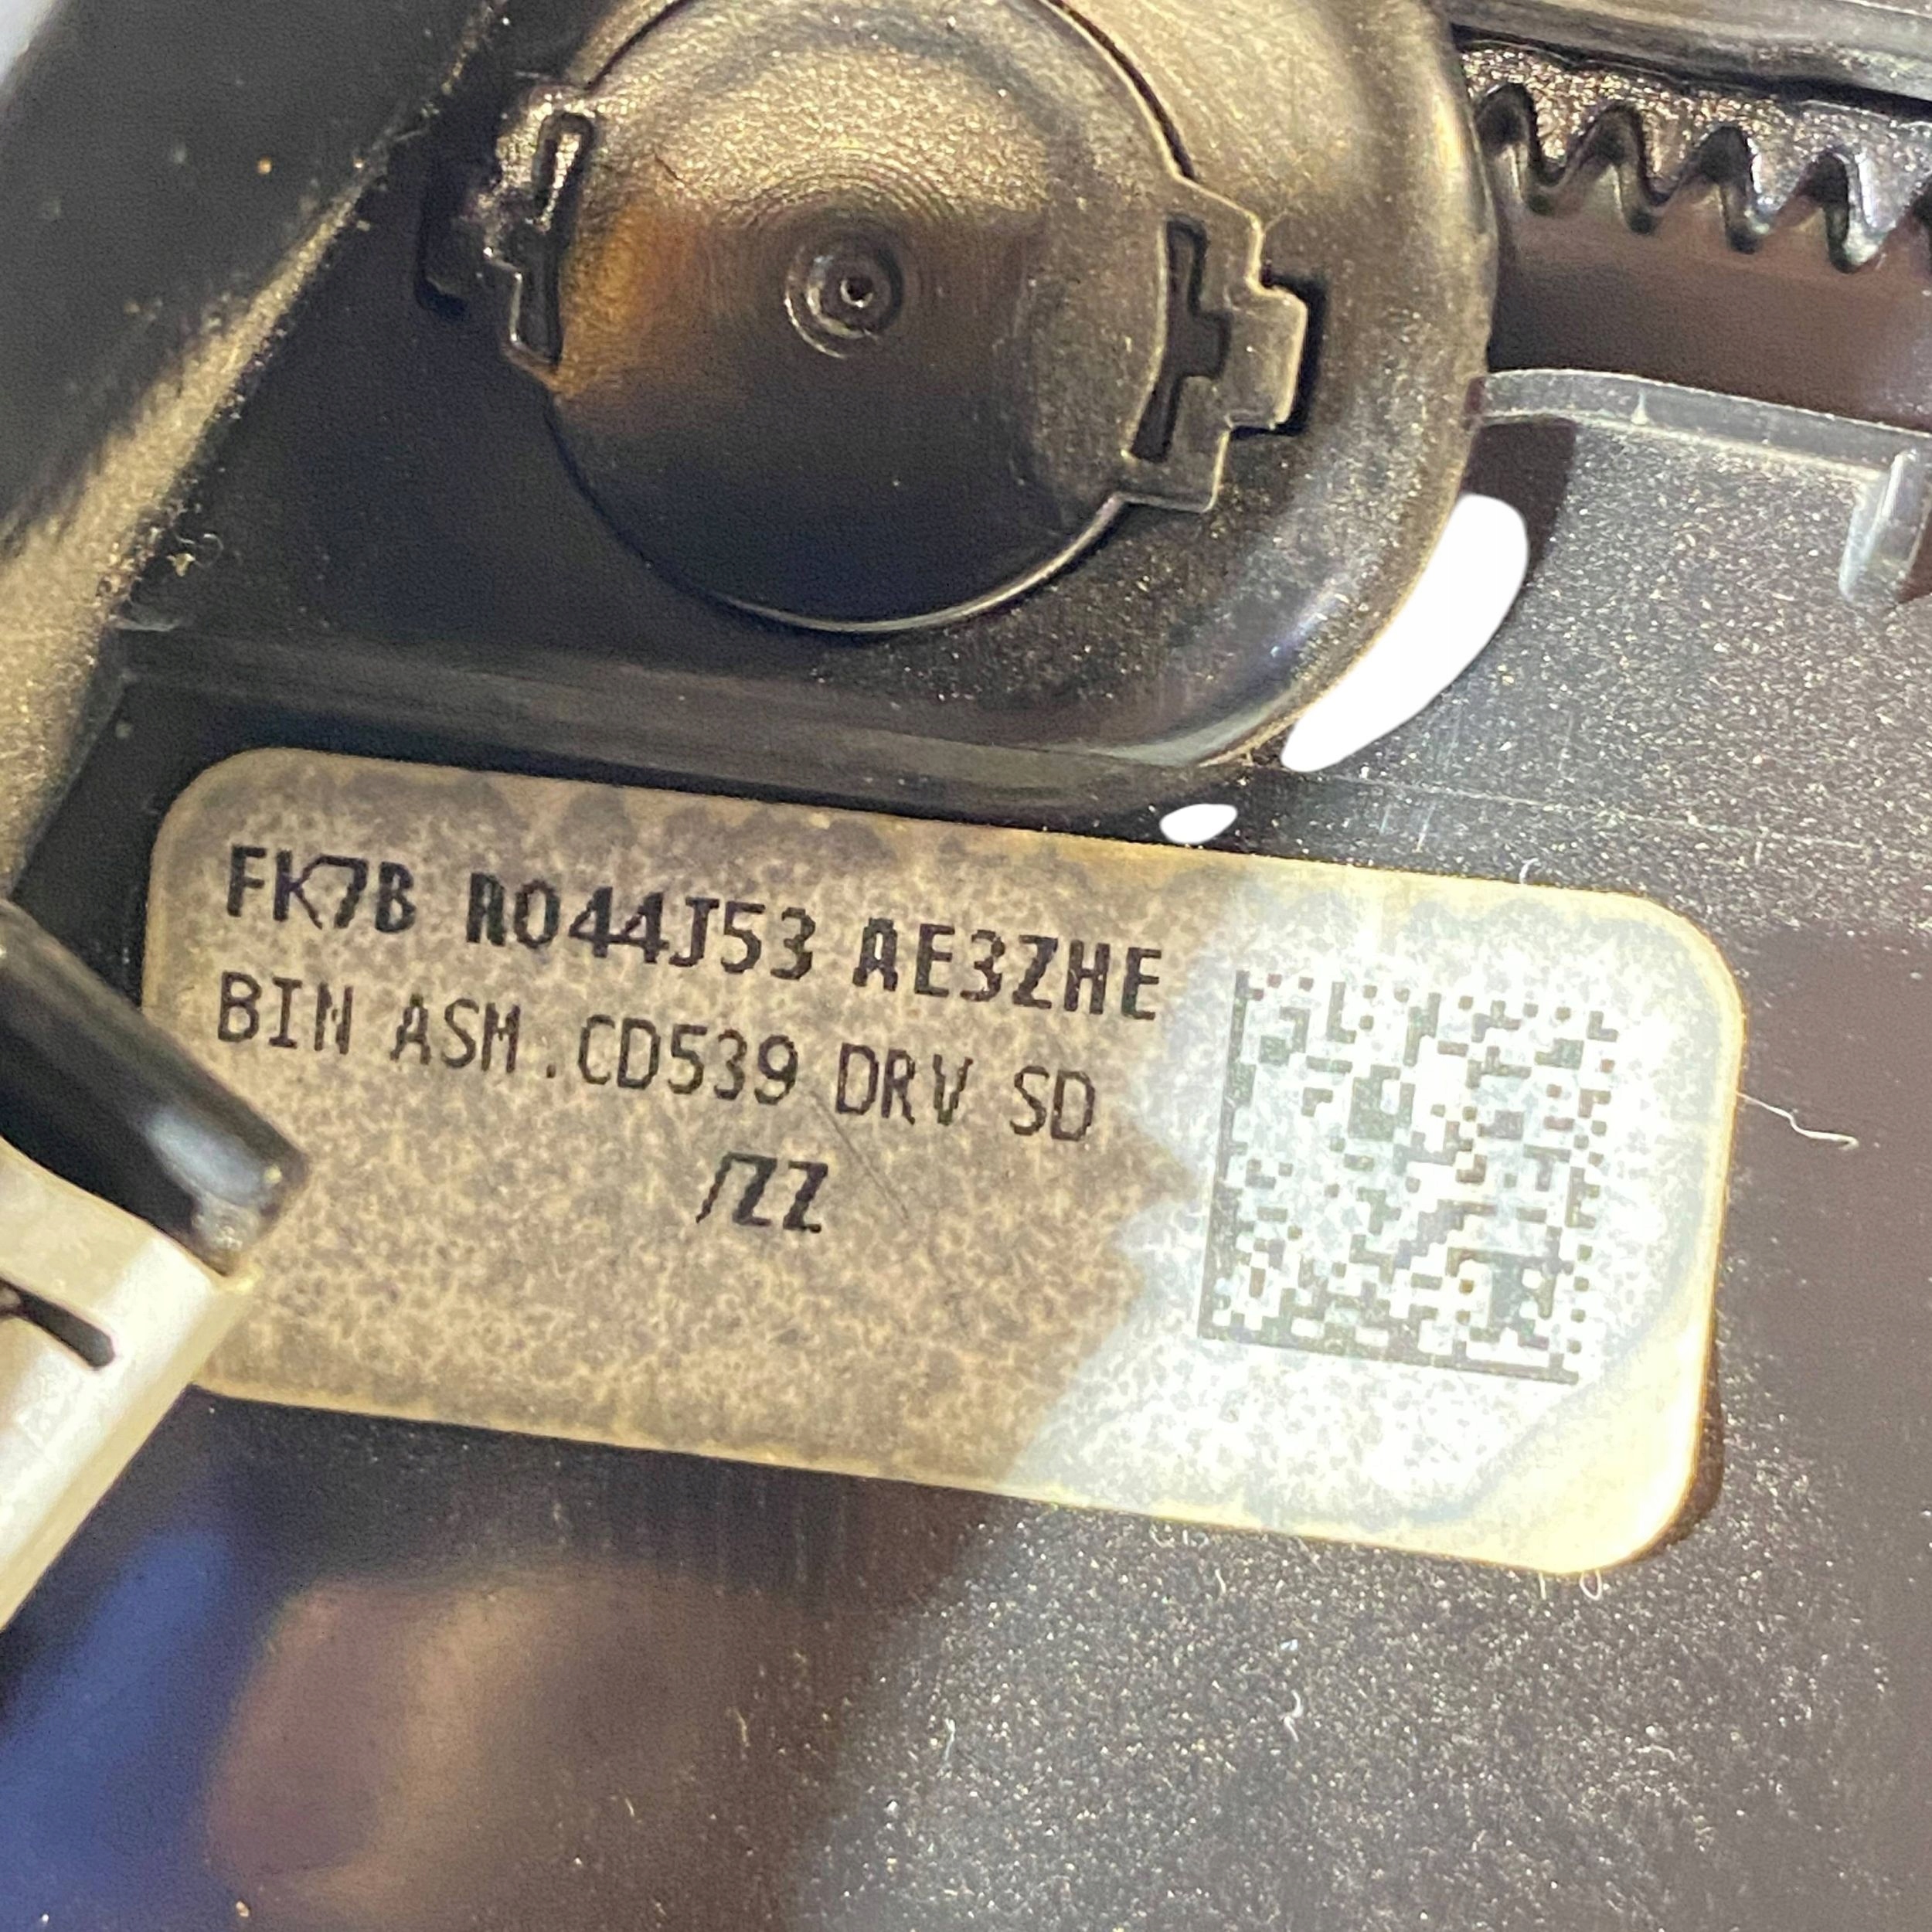 FK7B R044J53 AE3ZHE
BIN ASM.CD539 DRV SD
/ZZ